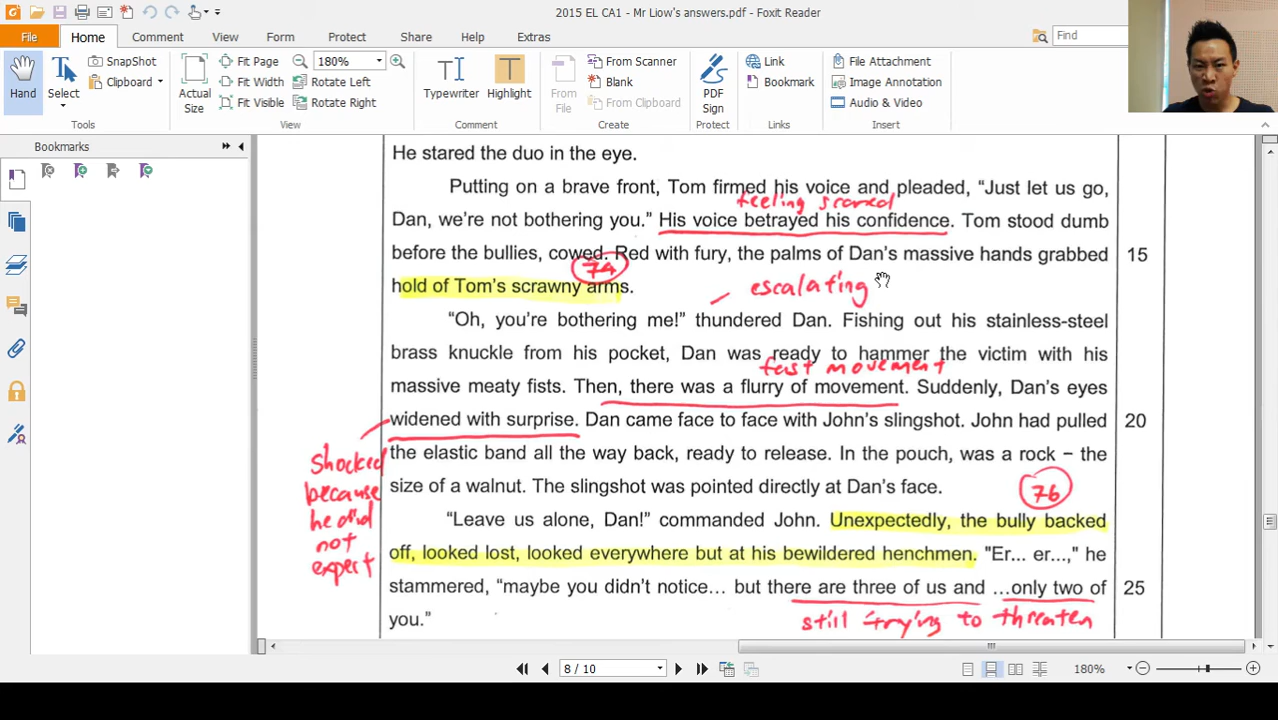 2015 EL CA1 - Mr Liow's answers.pdf - Foxit Reader
File Home Comment View Form Protect Share Help Extras
Find
Hand
Select
SnapShot
Clipboard
Actual Size
Fit Page
Fit Width
Fit Visible
180%
Rotate Left
Rotate Right
Typewriter
Highlight
From Scanner
Blank
From File
From Clipboard
PDF Sign
Link
Bookmark
File Attachment
Image Annotation
Audio & Video
Tools View Comment Create Protect Links Insert
Bookmarks
He stared the duo in the eye.
Putting on a brave front, Tom firmed his voice and pleaded, “Just let us go,
feeling scared
Dan, we’re not bothering you.” His voice betrayed his confidence. Tom stood dumb
before the bullies, cowed. Red with fury, the palms of Dan’s massive hands grabbed 15
74
hold of Tom’s scrawny arms.
escalating
“Oh, you’re bothering me!” thundered Dan. Fishing out his stainless-steel
brass knuckle from his pocket, Dan was ready to hammer the victim with his
fast movement
massive meaty fists. Then, there was a flurry of movement. Suddenly, Dan’s eyes
widened with surprise. Dan came face to face with John’s slingshot. John had pulled 20
the elastic band all the way back, ready to release. In the pouch, was a rock – the
size of a walnut. The slingshot was pointed directly at Dan’s face.
Shocked
because
he did
not
expect
76
“Leave us alone, Dan!” commanded John. Unexpectedly, the bully backed
off, looked lost, looked everywhere but at his bewildered henchmen. "Er... er...," he
stammered, “maybe you didn’t notice… but there are three of us and …only two of 25
you.”
still trying to threaten
8 / 10
180%